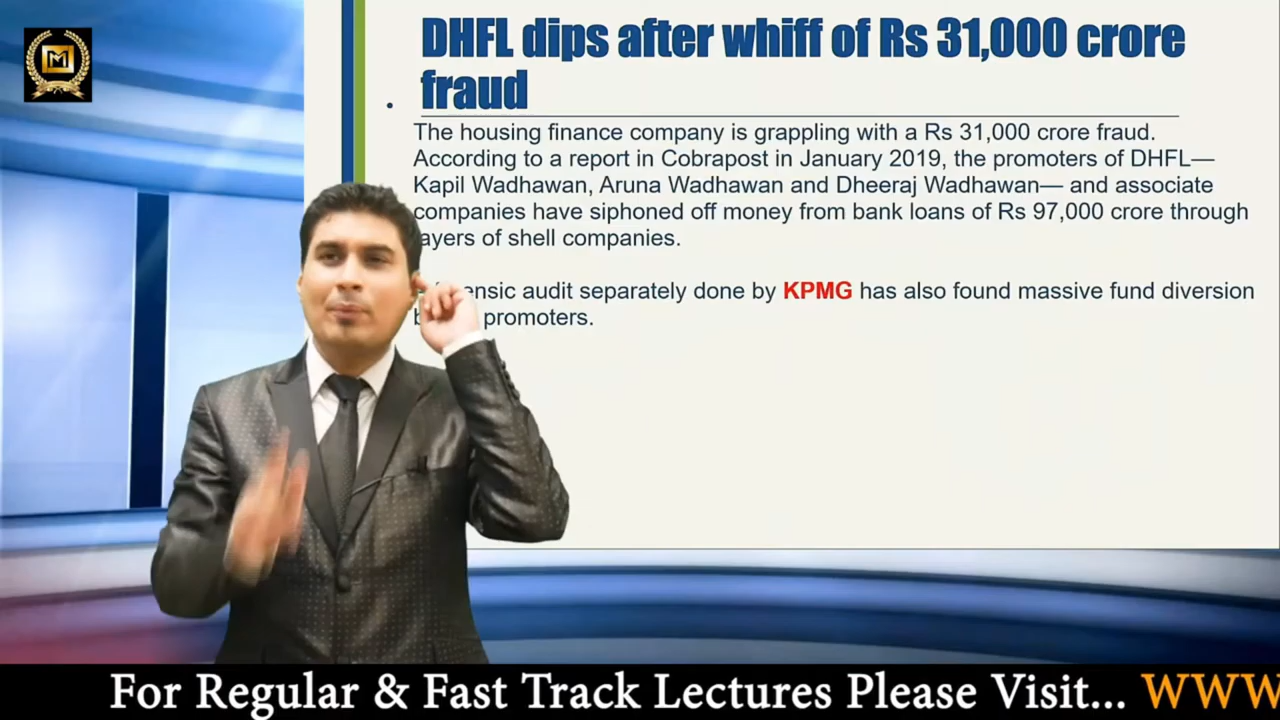 DHFL dips after whiff of Rs 31,000 crore
. fraud
The housing finance company is grappling with a Rs 31,000 crore fraud.
According to a report in Cobrapost in January 2019, the promoters of DHFL—
Kapil Wadhawan, Aruna Wadhawan and Dheeraj Wadhawan— and associate
companies have siphoned off money from bank loans of Rs 97,000 crore through
ayers of shell companies.
ensic audit separately done by KPMG has also found massive fund diversion
promoters.
M
For Regular & Fast Track Lectures Please Visit... WWW